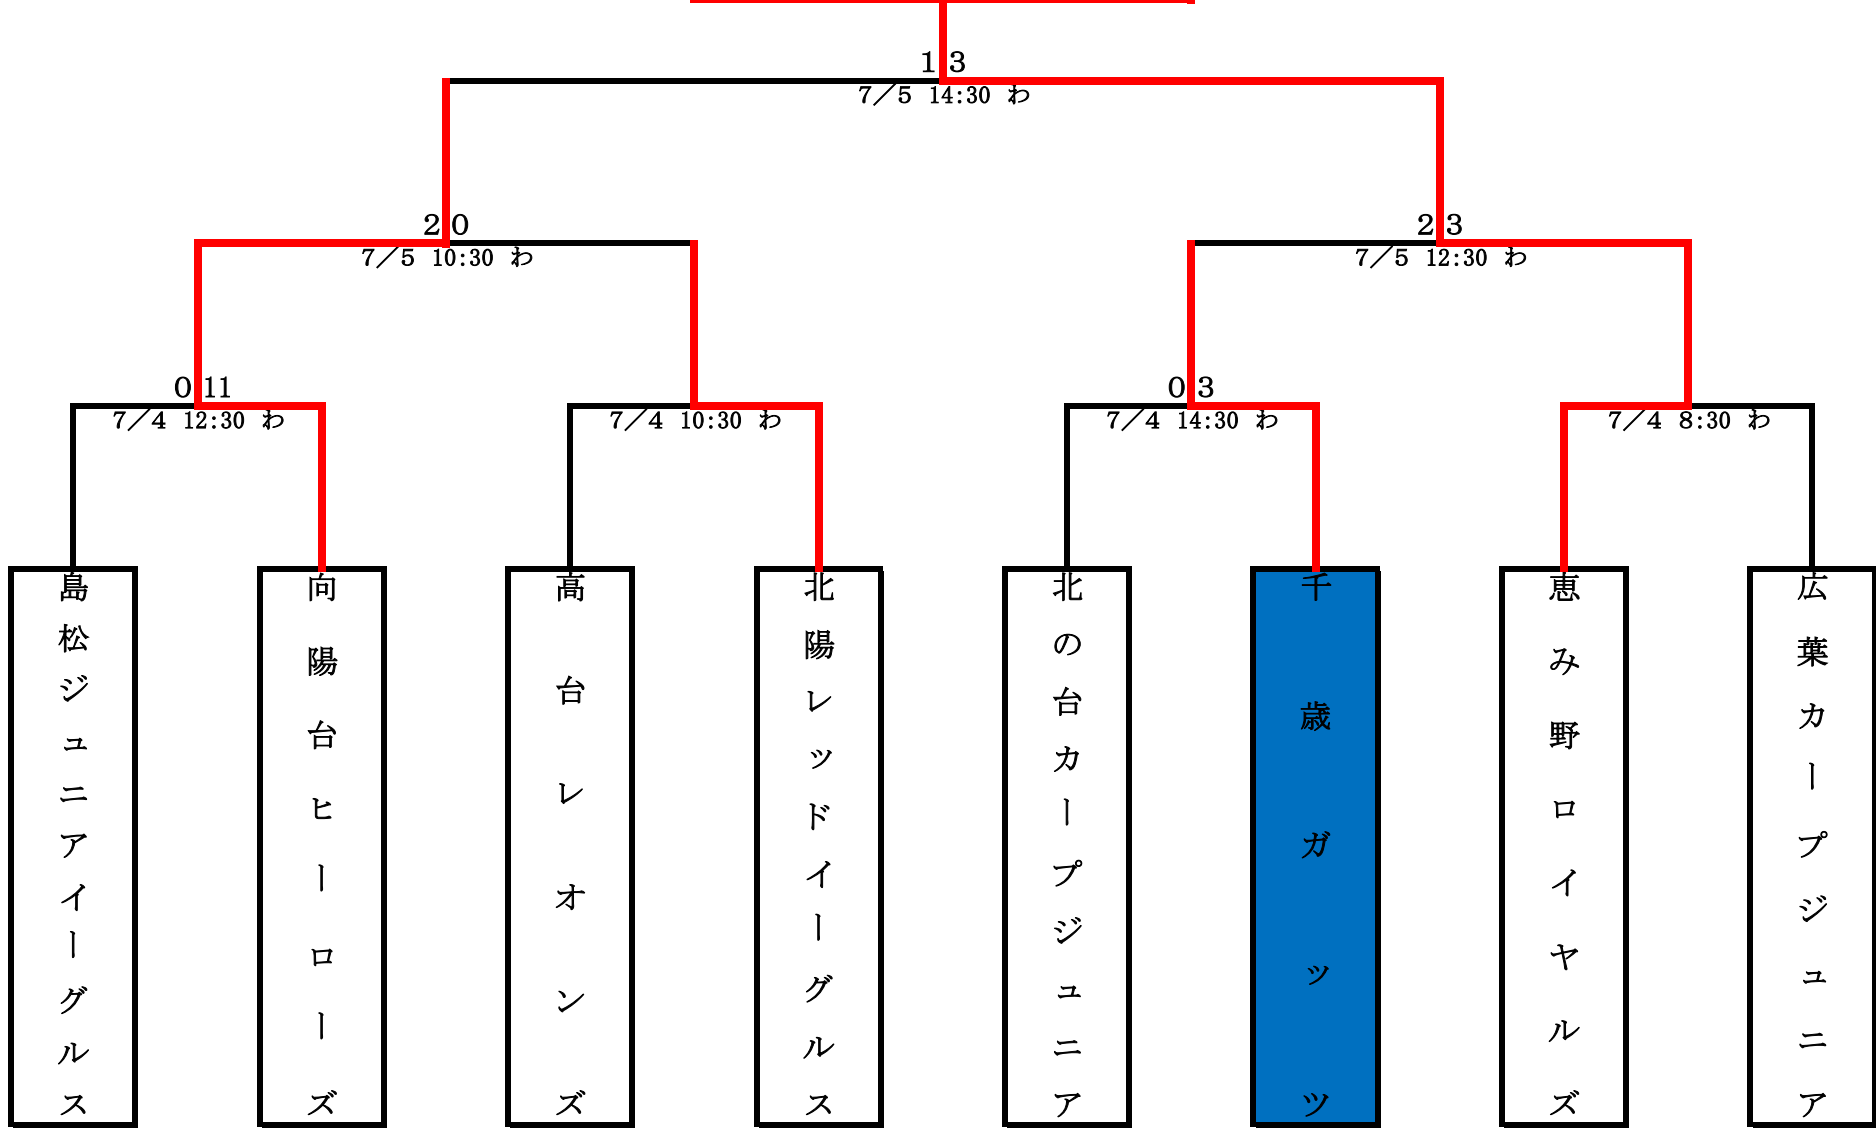 1 3
7／5 14:30 わ
2 0
7／5 10:30 わ
2 3
7／5 12:30 わ
0 11
7／4 12:30 わ
7／4 10:30 わ
0 3
7／4 14:30 わ
7／4 8:30 わ
島松ジュニアイーグルス
向陽台ヒーローズ
高台レオンズ
北陽レッドイーグルス
北の台カープジュニア
千歳ガッツ
恵み野ロイヤルズ
広葉カープジュニア